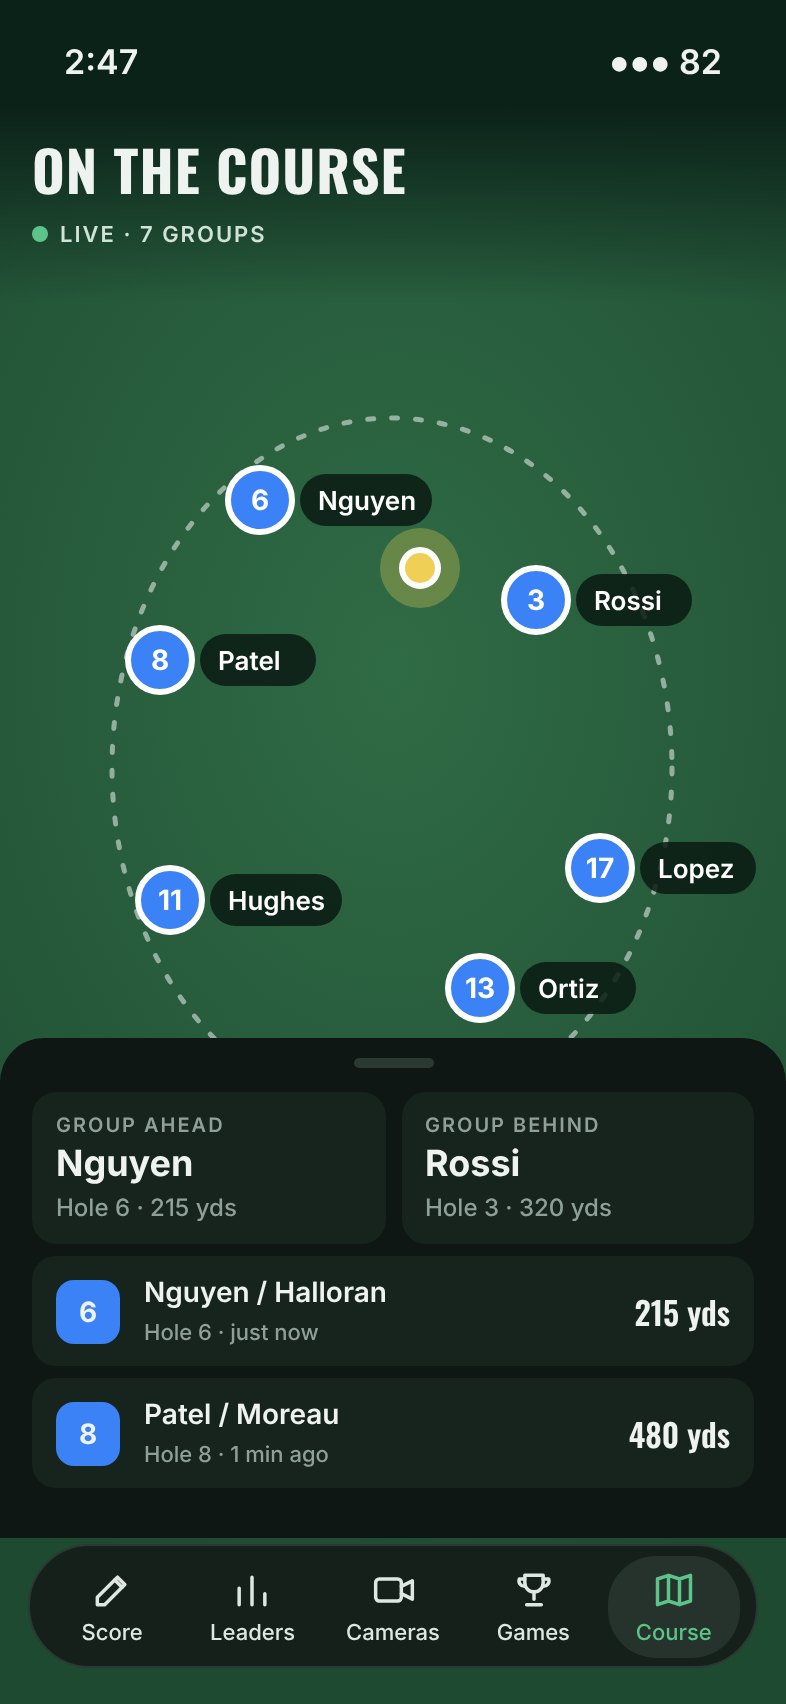 2:47
82
ON THE COURSE
LIVE · 7 GROUPS
6 Nguyen
3 Rossi
8 Patel
17 Lopez
11 Hughes
13 Ortiz
GROUP AHEAD
Nguyen
Hole 6 · 215 yds
GROUP BEHIND
Rossi
Hole 3 · 320 yds
6
Nguyen / Halloran
Hole 6 · just now
215 yds
8
Patel / Moreau
Hole 8 · 1 min ago
480 yds
Score
Leaders
Cameras
Games
Course